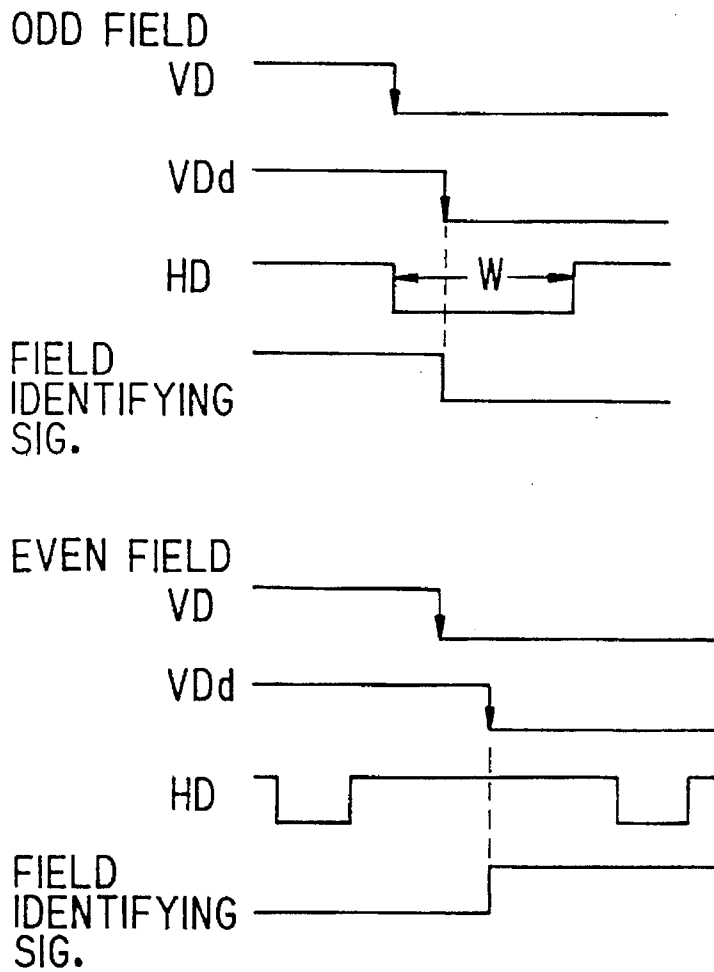 ODD FIELD
VD
VDd
HD
W
FIELD
IDENTIFYING
SIG.
EVEN FIELD
VD
VDd
HD
FIELD
IDENTIFYING
SIG.